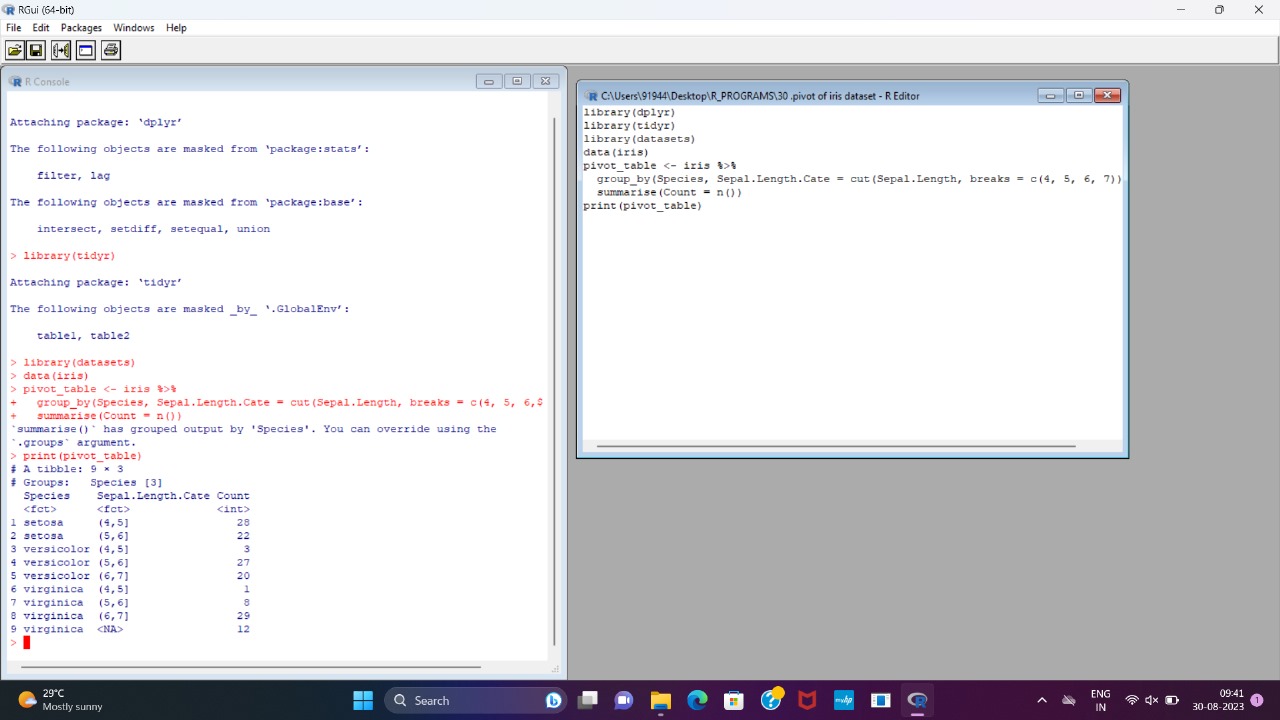 RGui (64-bit)
File Edit Packages Windows Help
R Console
Attaching package: ‘dplyr’
The following objects are masked from ‘package:stats’:
    filter, lag
The following objects are masked from ‘package:base’:
    intersect, setdiff, setequal, union
> library(tidyr)
Attaching package: ‘tidyr’
The following objects are masked _by_ ‘.GlobalEnv’:
    table1, table2
> library(datasets)
> data(iris)
> pivot_table <- iris %>%
+   group_by(Species, Sepal.Length.Cate = cut(Sepal.Length, breaks = c(4, 5, 6,$
+   summarise(Count = n())
`summarise()` has grouped output by 'Species'. You can override using the
`.groups` argument.
> print(pivot_table)
# A tibble: 9 × 3
# Groups:   Species [3]
  Species    Sepal.Length.Cate Count
  <fct>      <fct>             <int>
1 setosa     (4,5]                28
2 setosa     (5,6]                22
3 versicolor (4,5]                 3
4 versicolor (5,6]                27
5 versicolor (6,7]                20
6 virginica  (4,5]                 1
7 virginica  (5,6]                 8
8 virginica  (6,7]                29
9 virginica  <NA>                 12
>
C:\Users\91944\Desktop\R_PROGRAMS\30 .pivot of iris dataset - R Editor
library(dplyr)
library(tidyr)
library(datasets)
data(iris)
pivot_table <- iris %>%
  group_by(Species, Sepal.Length.Cate = cut(Sepal.Length, breaks = c(4, 5, 6, 7))
  summarise(Count = n())
print(pivot_table)
29°C
Mostly sunny
Search
ENG
IN
09:41
30-08-2023
1